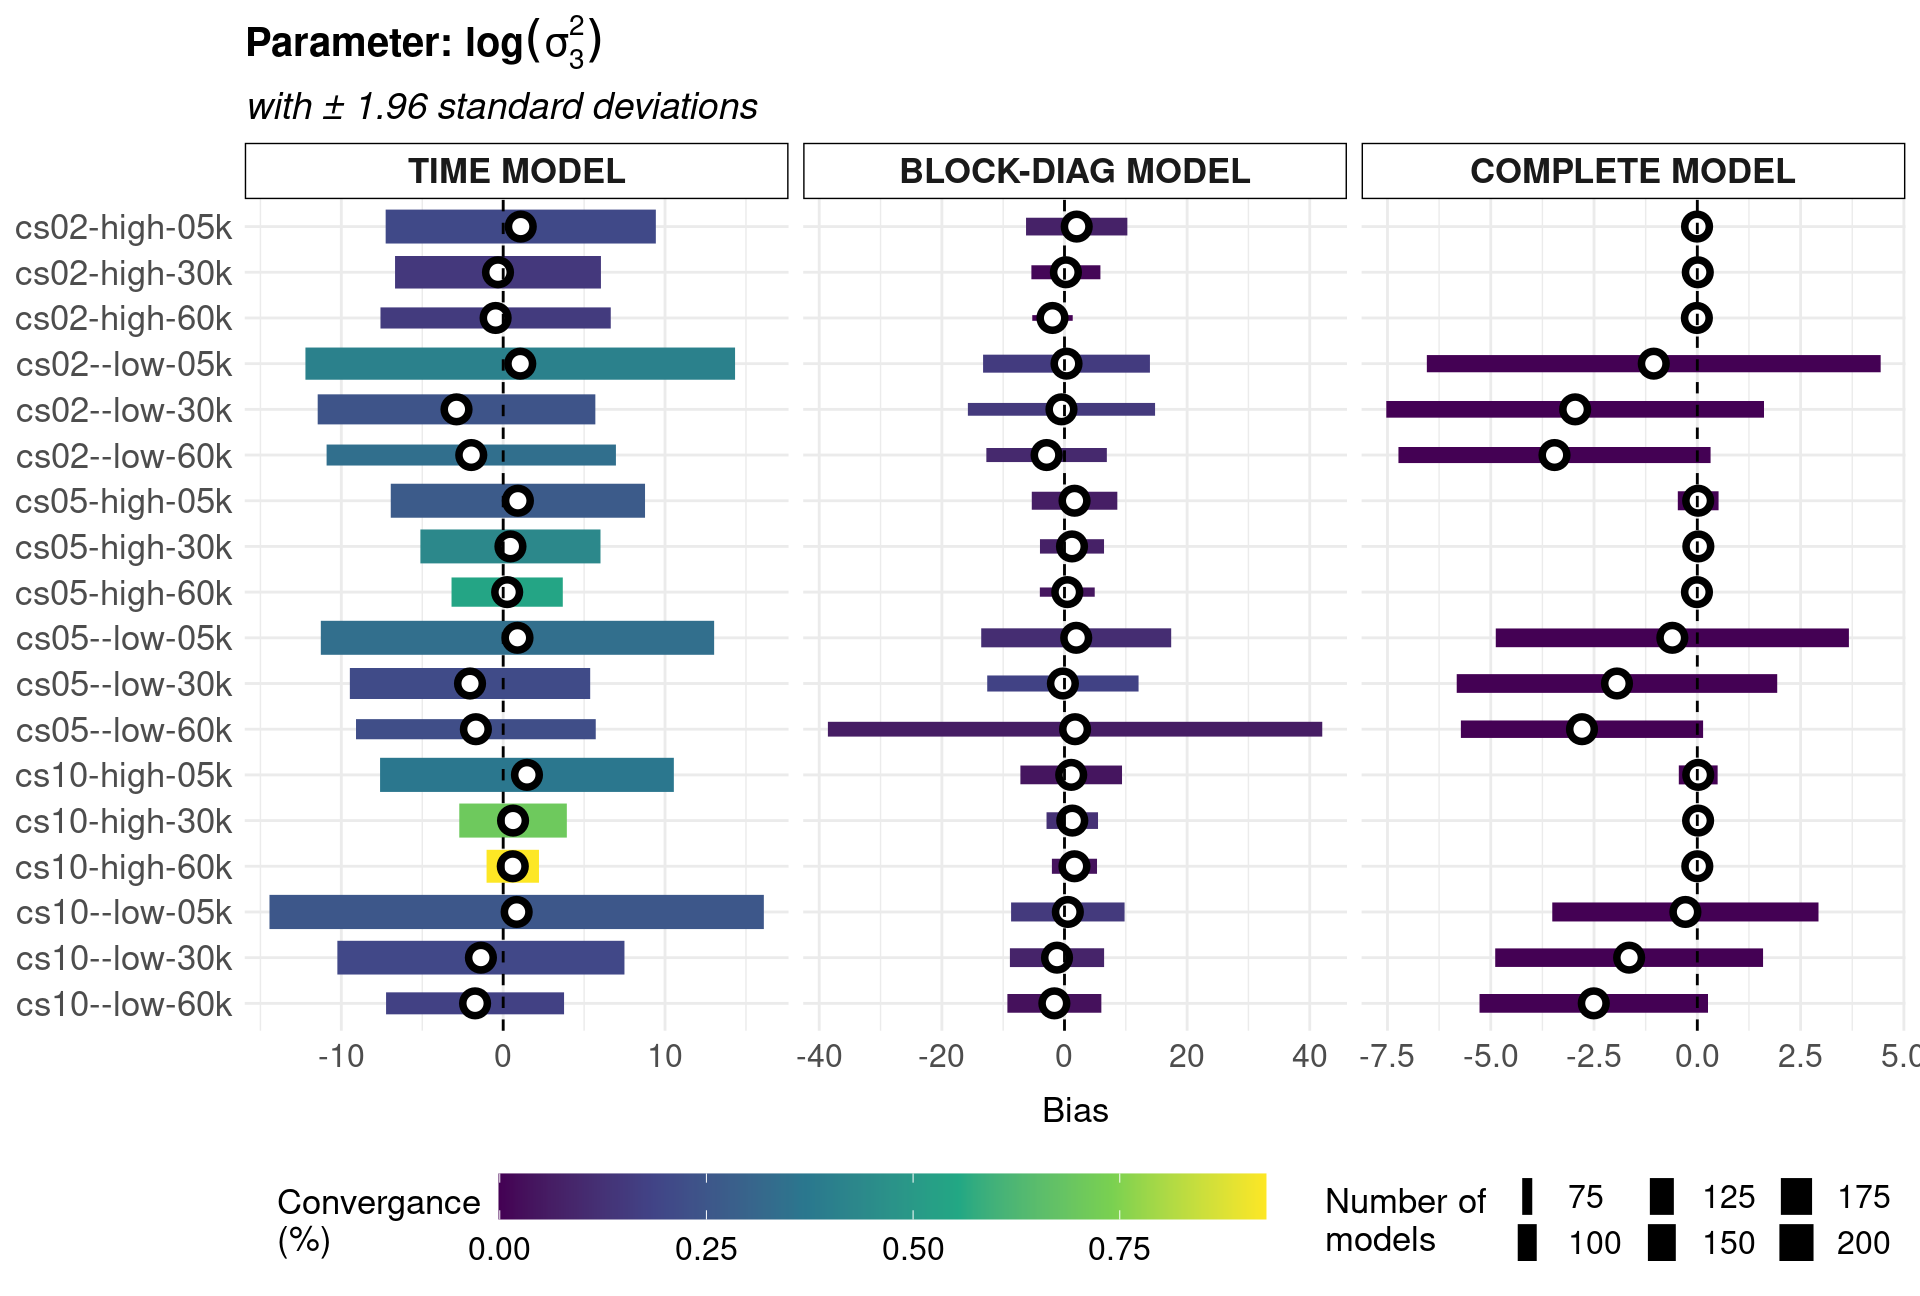 Parameter: log(σ₃²)
with ± 1.96 standard deviations
TIME MODEL
BLOCK-DIAG MODEL
COMPLETE MODEL
cs02-high-05k
cs02-high-30k
cs02-high-60k
cs02--low-05k
cs02--low-30k
cs02--low-60k
cs05-high-05k
cs05-high-30k
cs05-high-60k
cs05--low-05k
cs05--low-30k
cs05--low-60k
cs10-high-05k
cs10-high-30k
cs10-high-60k
cs10--low-05k
cs10--low-30k
cs10--low-60k
-10 0 10
-40 -20 0 20 40
-7.5 -5.0 -2.5 0.0 2.5 5.0
Bias
Convergance
(%)
0.00 0.25 0.50 0.75
Number of
models
75 125 175
100 150 200